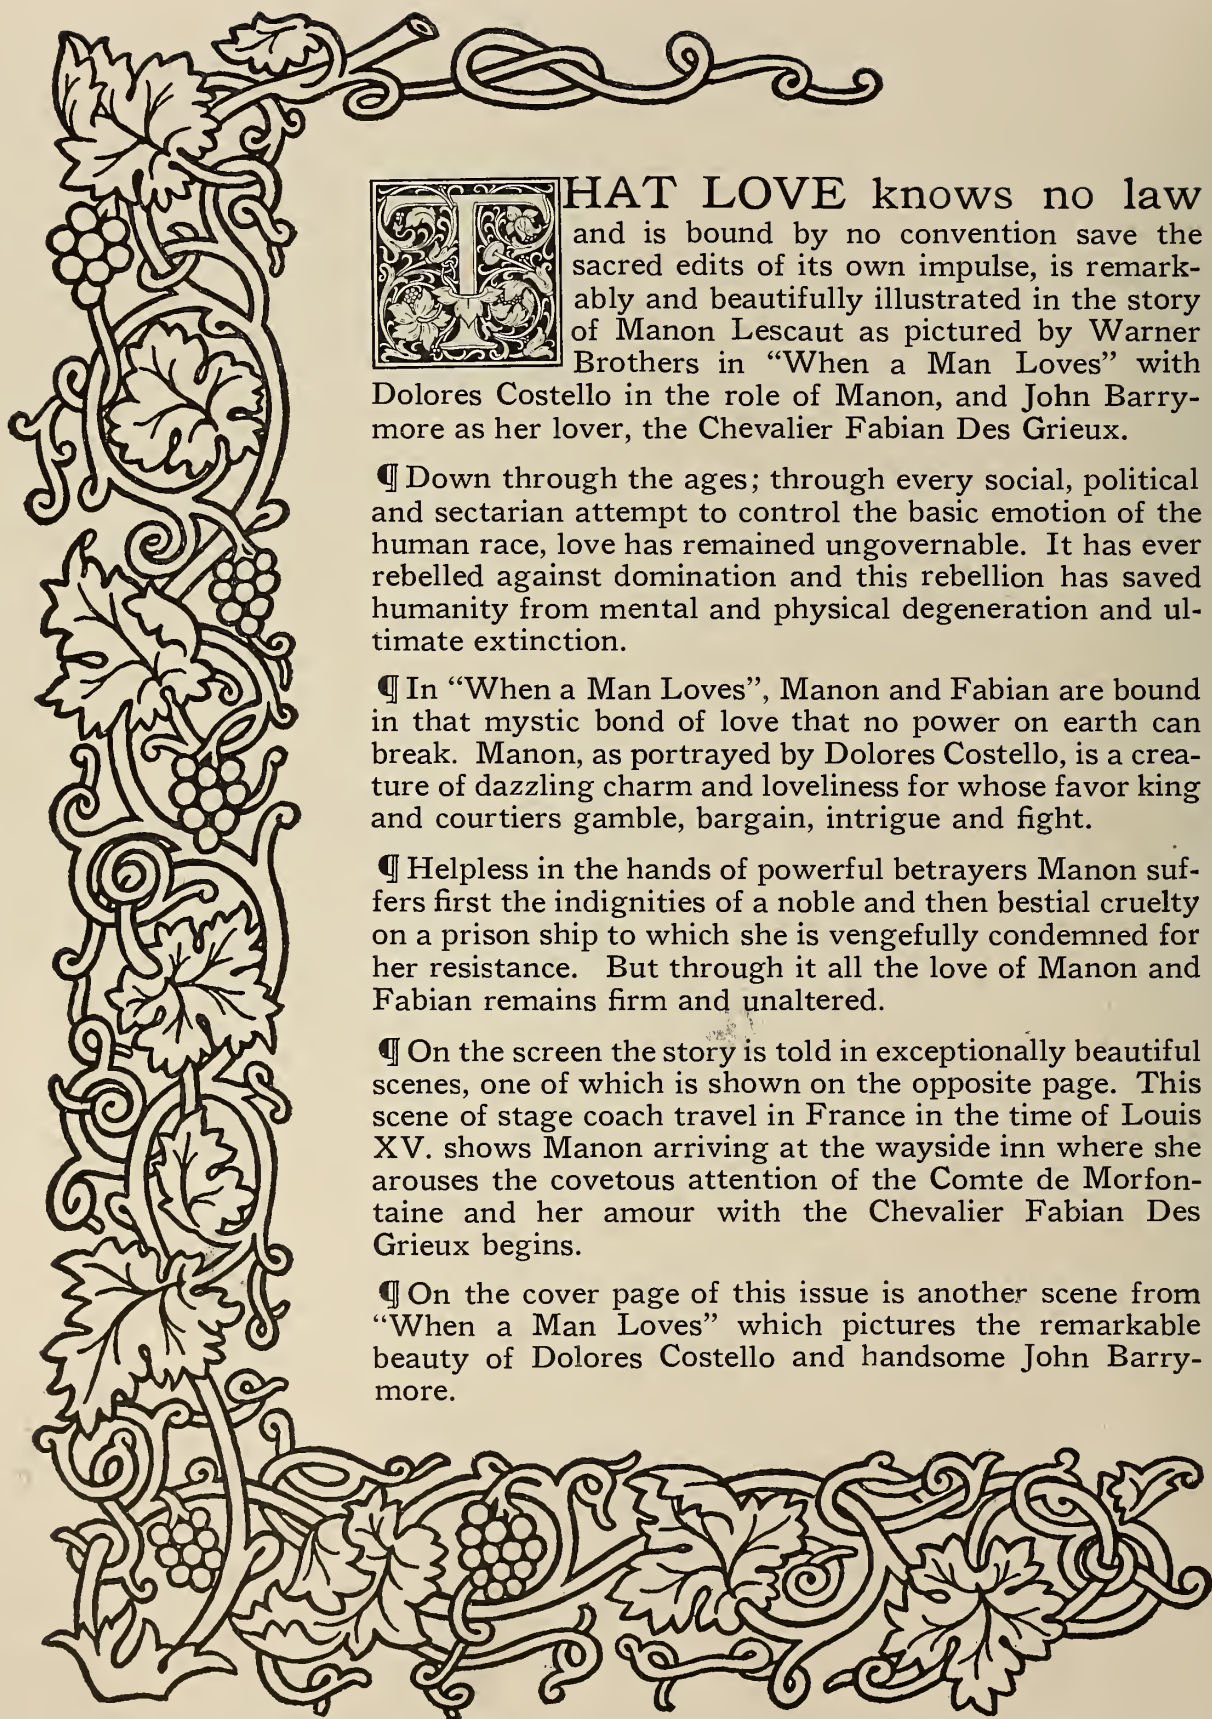 THAT LOVE knows no law
and is bound by no convention save the
sacred edits of its own impulse, is remark-
ably and beautifully illustrated in the story
of Manon Lescaut as pictured by Warner
Brothers in “When a Man Loves” with
Dolores Costello in the role of Manon, and John Barry-
more as her lover, the Chevalier Fabian Des Grieux.
¶ Down through the ages; through every social, political
and sectarian attempt to control the basic emotion of the
human race, love has remained ungovernable. It has ever
rebelled against domination and this rebellion has saved
humanity from mental and physical degeneration and ul-
timate extinction.
¶ In “When a Man Loves”, Manon and Fabian are bound
in that mystic bond of love that no power on earth can
break. Manon, as portrayed by Dolores Costello, is a crea-
ture of dazzling charm and loveliness for whose favor king
and courtiers gamble, bargain, intrigue and fight.
¶ Helpless in the hands of powerful betrayers Manon suf-
fers first the indignities of a noble and then bestial cruelty
on a prison ship to which she is vengefully condemned for
her resistance. But through it all the love of Manon and
Fabian remains firm and unaltered.
¶ On the screen the story is told in exceptionally beautiful
scenes, one of which is shown on the opposite page. This
scene of stage coach travel in France in the time of Louis
XV. shows Manon arriving at the wayside inn where she
arouses the covetous attention of the Comte de Morfon-
taine and her amour with the Chevalier Fabian Des
Grieux begins.
¶ On the cover page of this issue is another scene from
“When a Man Loves” which pictures the remarkable
beauty of Dolores Costello and handsome John Barry-
more.